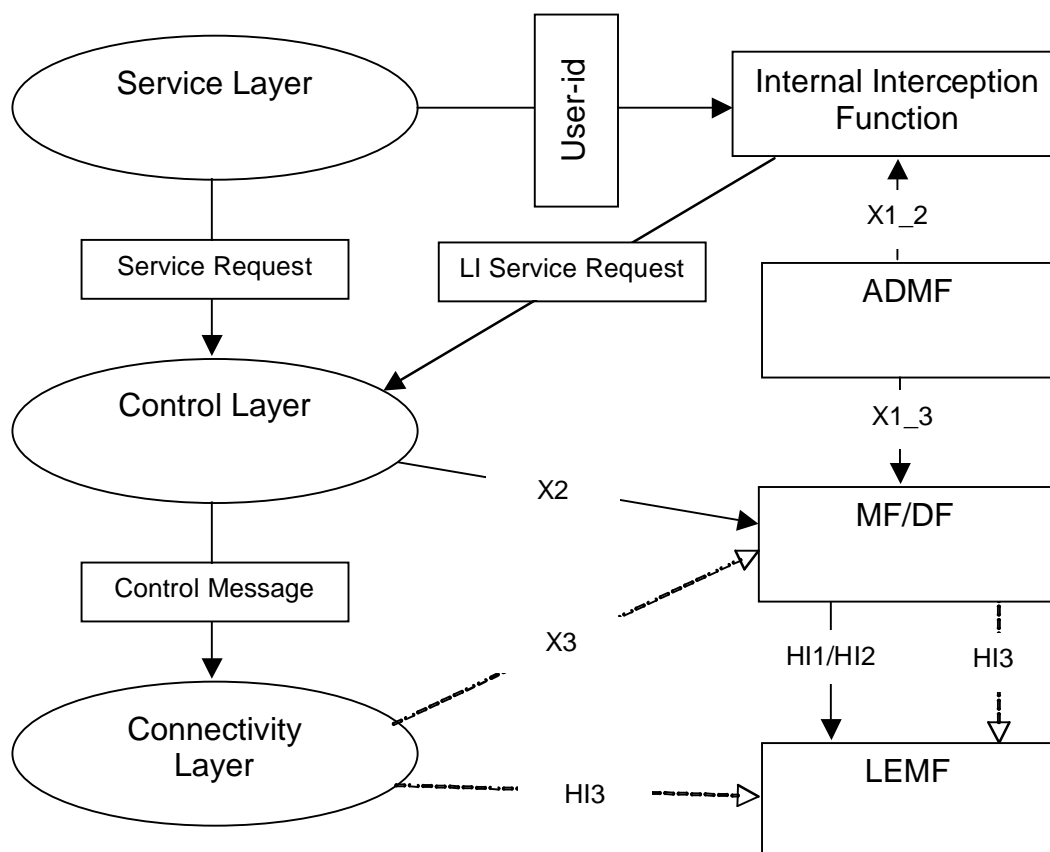 Service Layer
User-id
Internal Interception
Function
X1_2
Service Request
LI Service Request
ADMF
Control Layer
X1_3
X2
MF/DF
Control Message
X3
HI1/HI2
HI3
Connectivity
Layer
LEMF
HI3